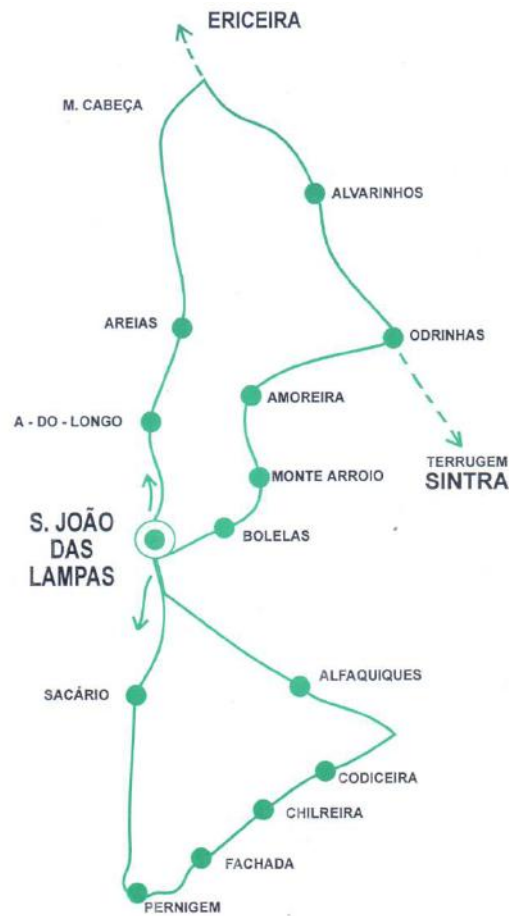 ERICEIRA
M. CABEÇA
ALVARINHOS
AREIAS
ODRINHAS
AMOREIRA
A - DO - LONGO
TERRUGEM
SINTRA
MONTE ARROIO
S. JOÃO
DAS
LAMPAS
BOLELAS
ALFAQUIQUES
SACÁRIO
CODICEIRA
CHILREIRA
FACHADA
PERNIGEM